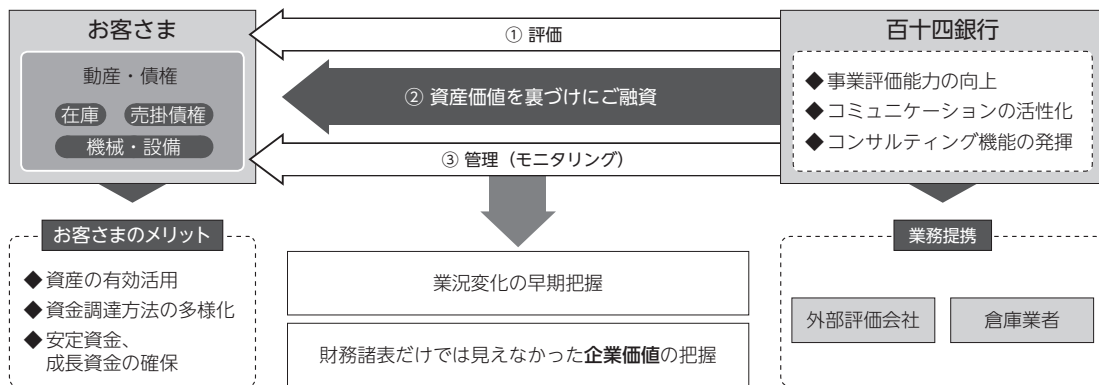 お客さま
動産・債権
在庫
売掛債権
機械・設備
① 評価
② 資産価値を裏づけにご融資
③ 管理（モニタリング）
百十四銀行
◆事業評価能力の向上
◆コミュニケーションの活性化
◆コンサルティング機能の発揮
お客さまのメリット
◆資産の有効活用
◆資金調達方法の多様化
◆安定資金、
成長資金の確保
業況変化の早期把握
財務諸表だけでは見えなかった企業価値の把握
業務提携
外部評価会社
倉庫業者